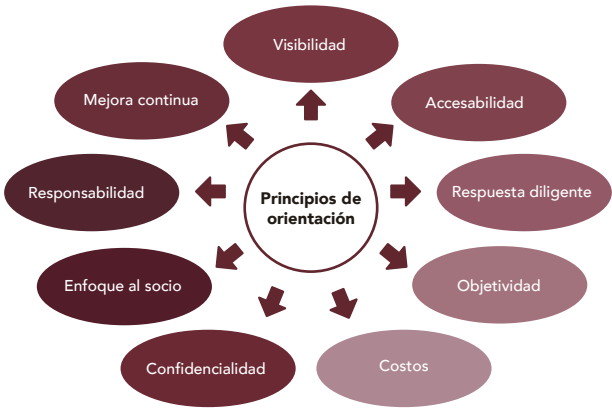 Visibilidad
Accesabilidad
Respuesta diligente
Objetividad
Costos
Confidencialidad
Enfoque al socio
Responsabilidad
Mejora continua
Principios de
orientación